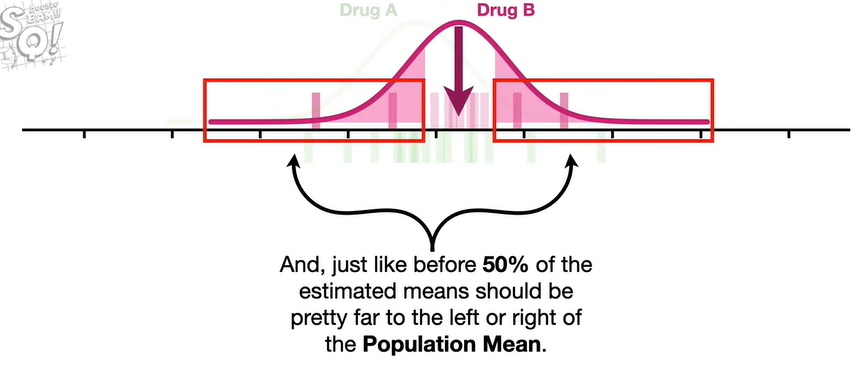 SQ!
Drug A
Drug B
And, just like before 50% of the
estimated means should be
pretty far to the left or right of
the Population Mean.